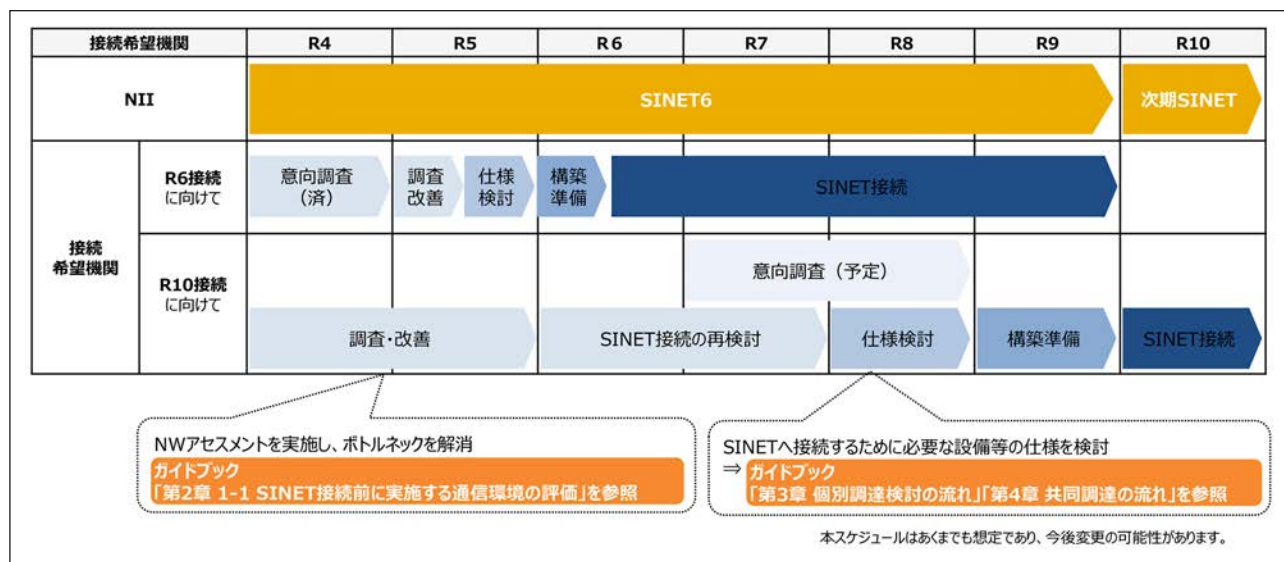 接続希望機関 R4 R5 R6 R7 R8 R9 R10
NII SINET6 次期SINET
接続
希望機関
R6接続
に向けて
意向調査
(済)
調査
改善
仕様
検討
構築
準備
SINET接続
R10接続
に向けて
意向調査(予定)
調査・改善 SINET接続の再検討 仕様検討 構築準備 SINET接続
NWアセスメントを実施し、ボトルネックを解消
ガイドブック
「第2章 1-1 SINET接続前に実施する通信環境の評価」を参照
SINETへ接続するために必要な設備等の仕様を検討
⇒ ガイドブック
「第3章 個別調達検討の流れ」「第4章 共同調達の流れ」を参照
本スケジュールはあくまでも想定であり、今後変更の可能性があります。